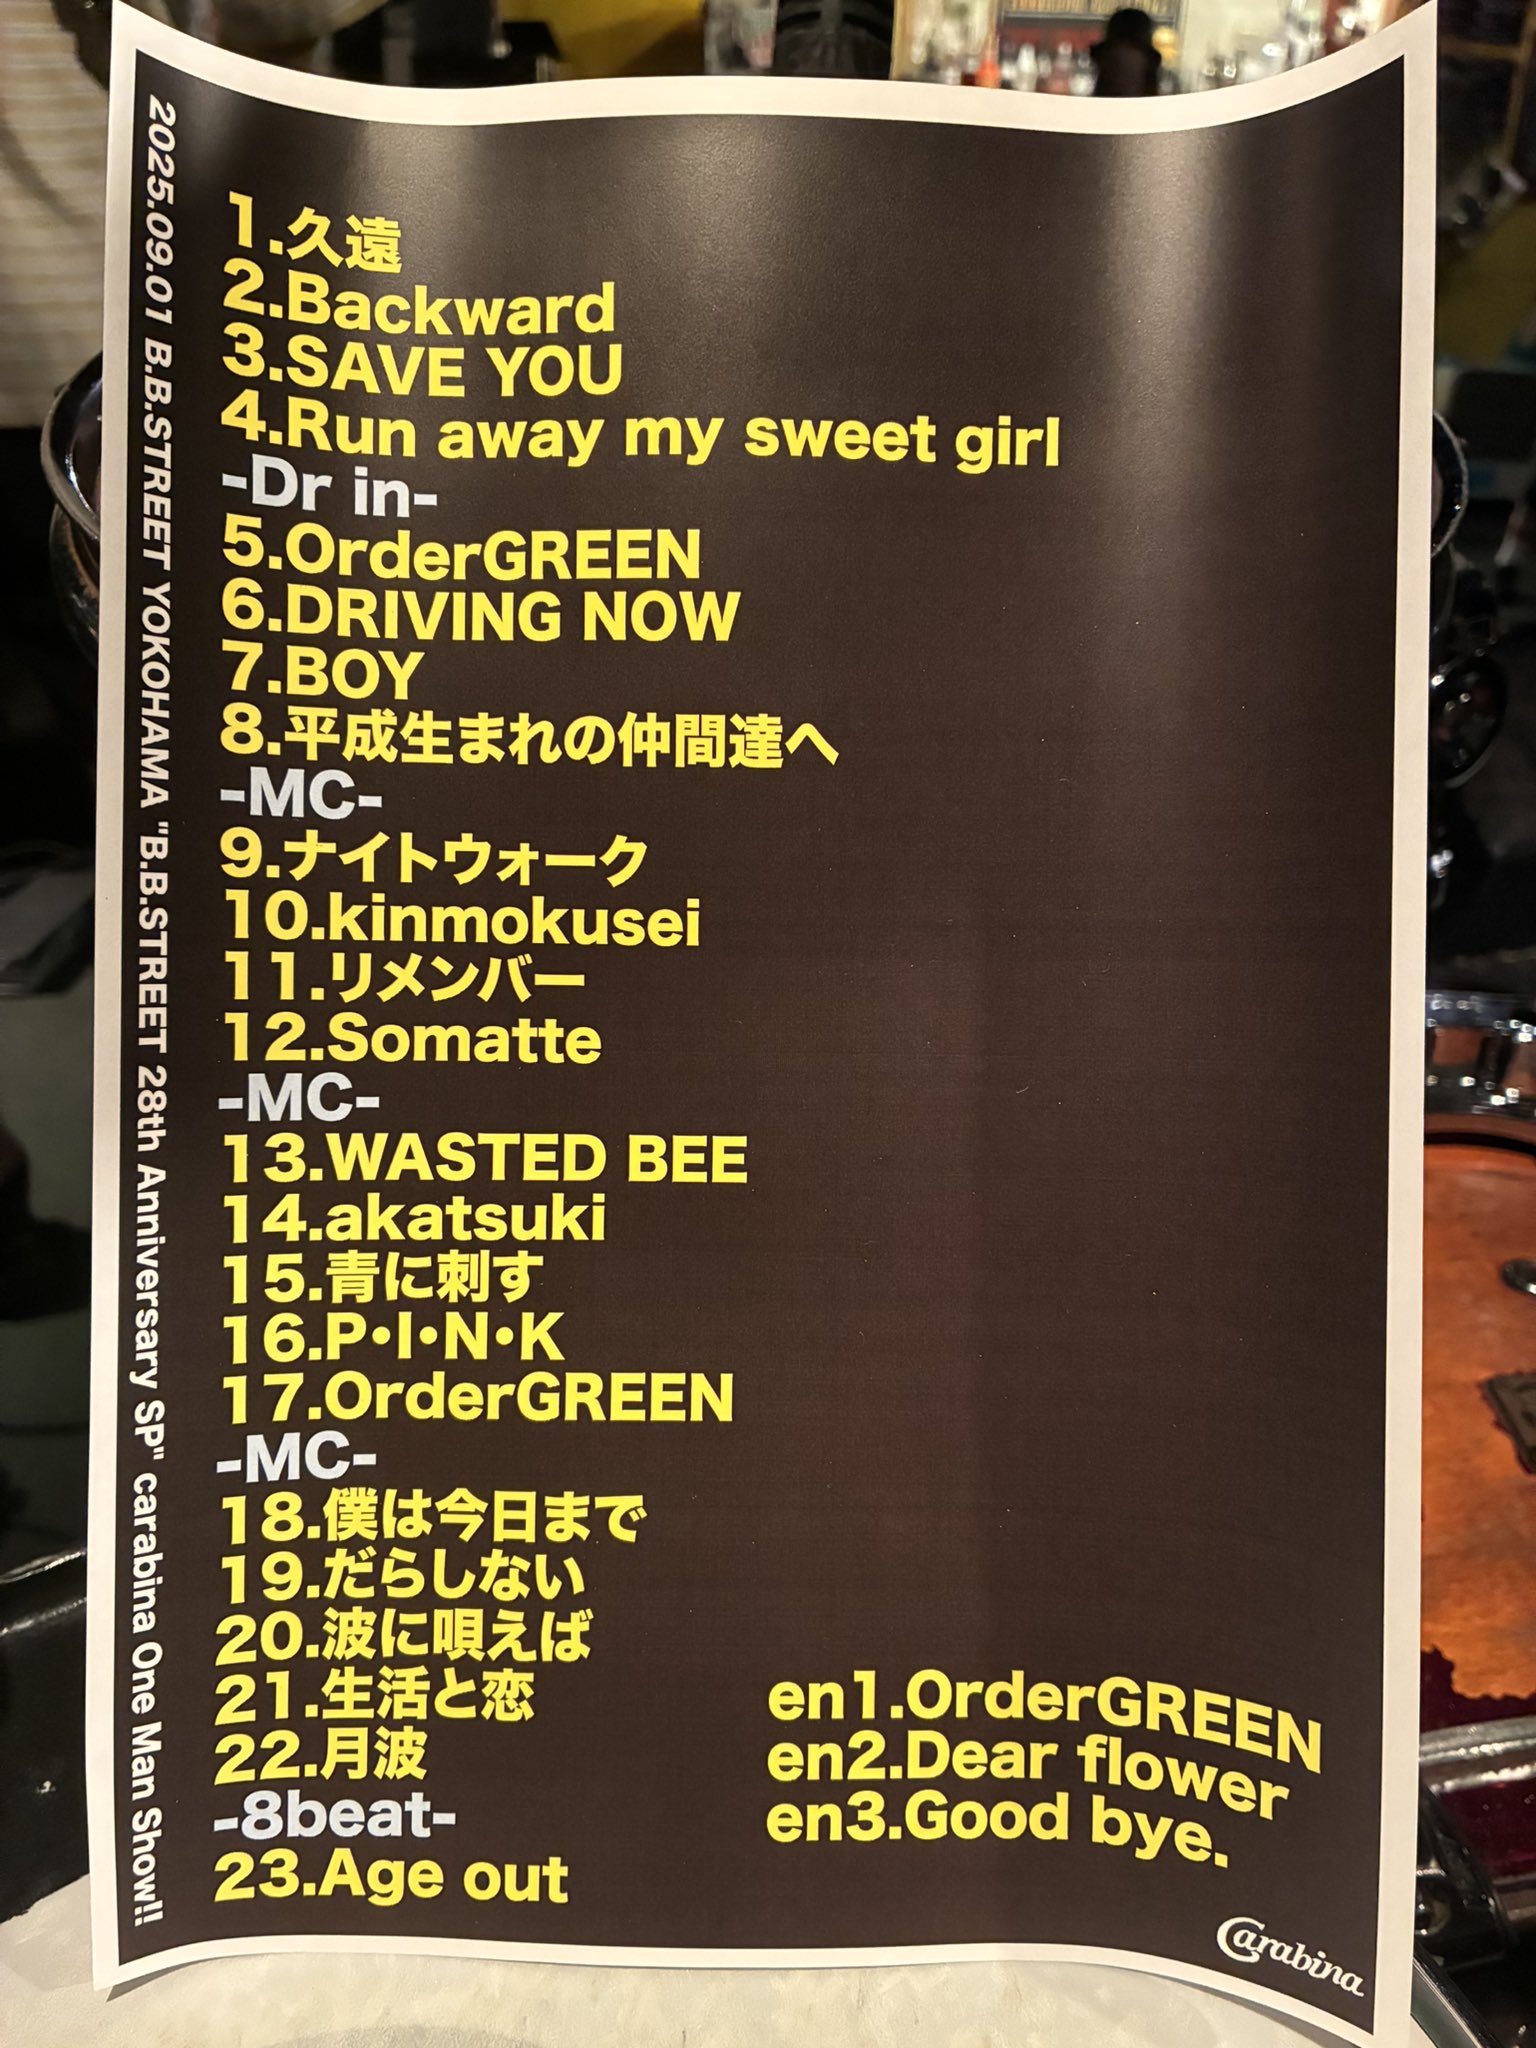 2025.09.01 B.B.STREET YOKOHAMA "B.B.STREET 28th Anniversary SP" carabina One Man Show!!
1.久遠
2.Backward
3.SAVE YOU
4.Run away my sweet girl
-Dr in-
5.OrderGREEN
6.DRIVING NOW
7.BOY
8.平成生まれの仲間達へ
-MC-
9.ナイトウォーク
10.kinmokusei
11.リメンバー
12.Somatte
-MC-
13.WASTED BEE
14.akatsuki
15.青に刺す
16.P・I・N・K
17.OrderGREEN
-MC-
18.僕は今日まで
19.だらしない
20.波に唄えば
21.生活と恋
22.月波
-8beat-
23.Age out
en1.OrderGREEN
en2.Dear flower
en3.Good bye.
Carabina